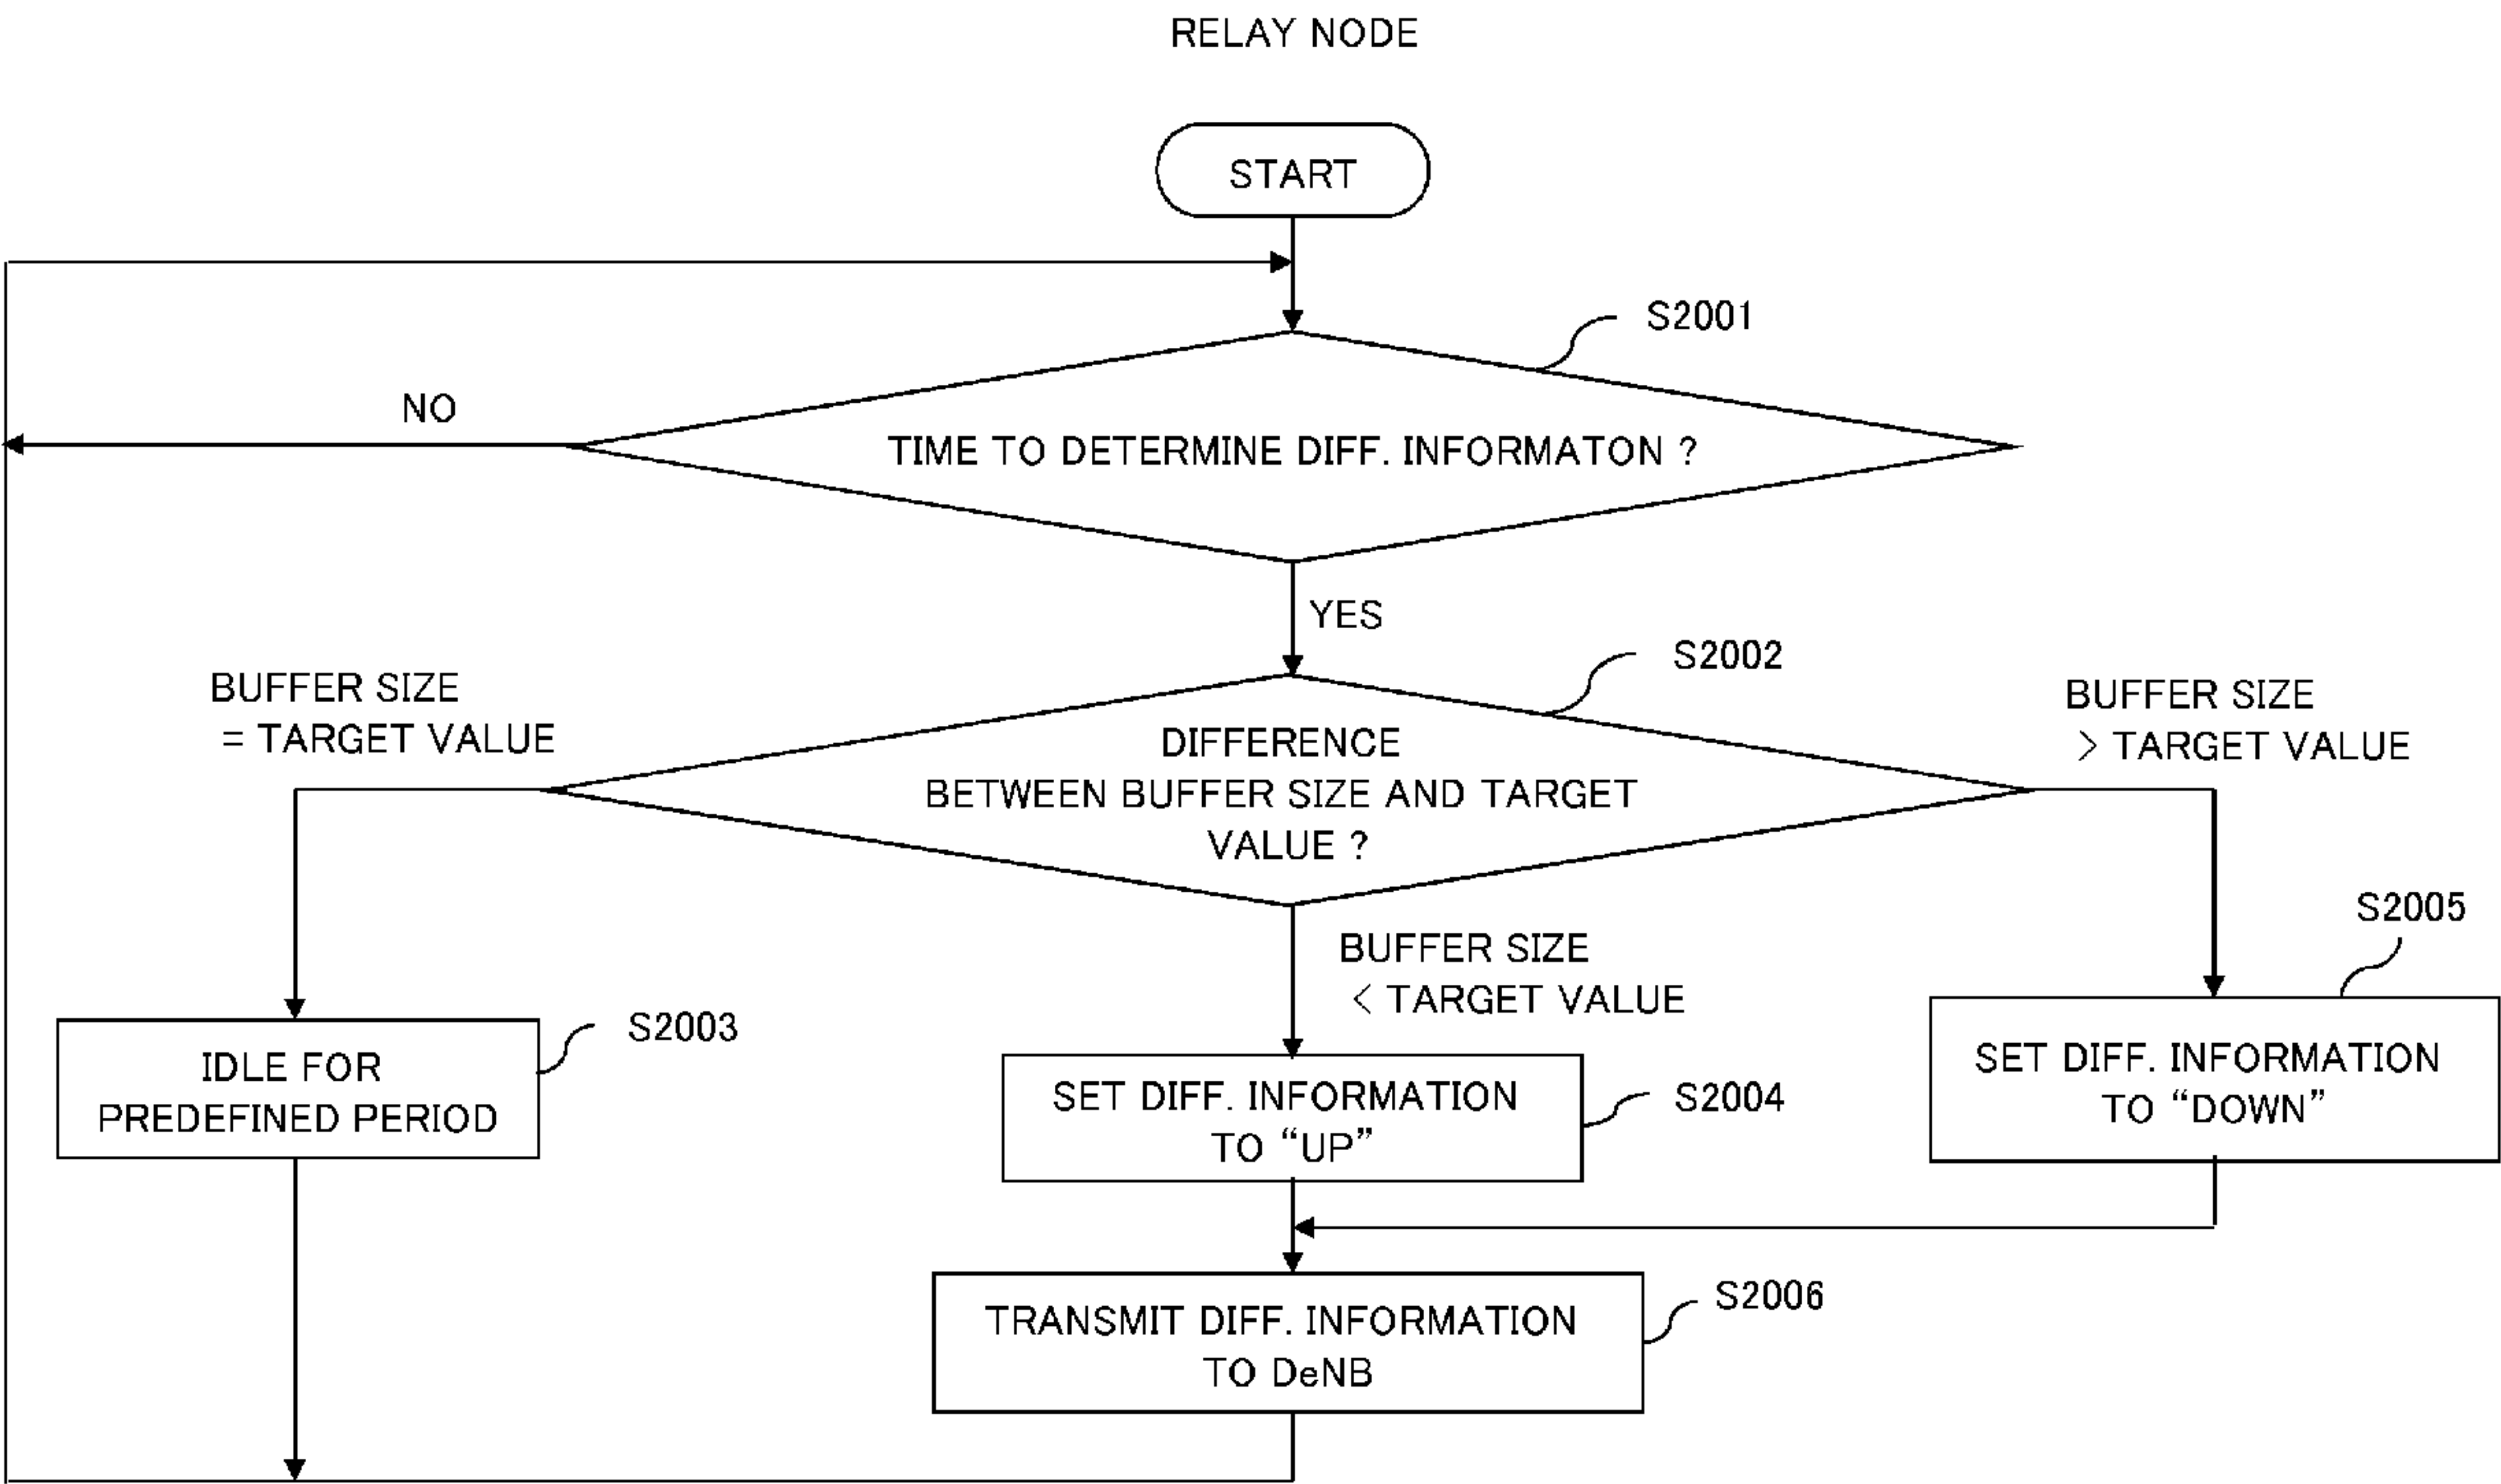 RELAY NODE
START
S2001
NO
TIME TO DETERMINE DIFF. INFORMATON ?
YES
S2002
BUFFER SIZE
= TARGET VALUE
BUFFER SIZE
> TARGET VALUE
DIFFERENCE
BETWEEN BUFFER SIZE AND TARGET
VALUE ?
S2005
BUFFER SIZE
< TARGET VALUE
S2003
IDLE FOR
PREDEFINED PERIOD
SET DIFF. INFORMATION
TO “UP”
S2004
SET DIFF. INFORMATION
TO “DOWN”
S2006
TRANSMIT DIFF. INFORMATION
TO DeNB